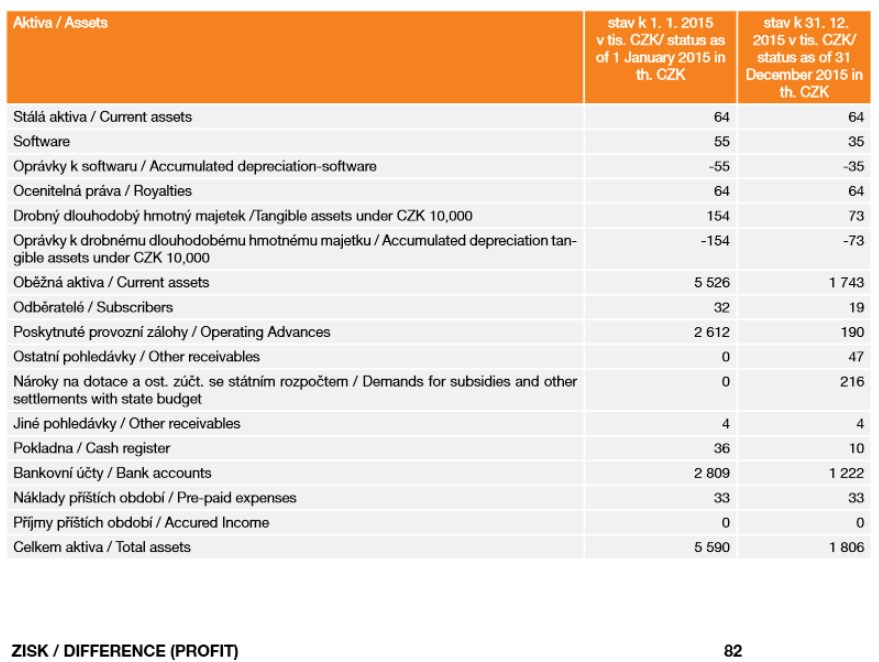 Aktiva / Assets
stav k 1. 1. 2015
v tis. CZK/ status as
of 1 January 2015 in
th. CZK
stav k 31. 12.
2015 v tis. CZK/
status as of 31
December 2015 in
th. CZK
Stálá aktiva / Current assets 64 64
Software 55 35
Oprávky k softwaru / Accumulated depreciation-software -55 -35
Ocenitelná práva / Royalties 64 64
Drobný dlouhodobý hmotný majetek /Tangible assets under CZK 10,000 154 73
Oprávky k drobnému dlouhodobému hmotnému majetku / Accumulated depreciation tan- -154 -73
gible assets under CZK 10,000
Oběžná aktiva / Current assets 5 526 1 743
Odběratelé / Subscribers 32 19
Poskytnuté provozní zálohy / Operating Advances 2 612 190
Ostatní pohledávky / Other receivables 0 47
Nároky na dotace a ost. zúčt. se státním rozpočtem / Demands for subsidies and other 0 216
settlements with state budget
Jiné pohledávky / Other receivables 4 4
Pokladna / Cash register 36 10
Bankovní účty / Bank accounts 2 809 1 222
Náklady příštích období / Pre-paid expenses 33 33
Příjmy příštích období / Accured Income 0 0
Celkem aktiva / Total assets 5 590 1 806
ZISK / DIFFERENCE (PROFIT) 82